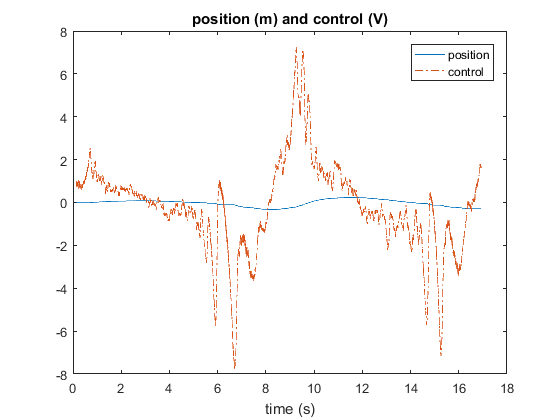 position (m) and control (V)
8
6
4
2
0
-2
-4
-6
-8
position
control
0 2 4 6 8 10 12 14 16 18
time (s)